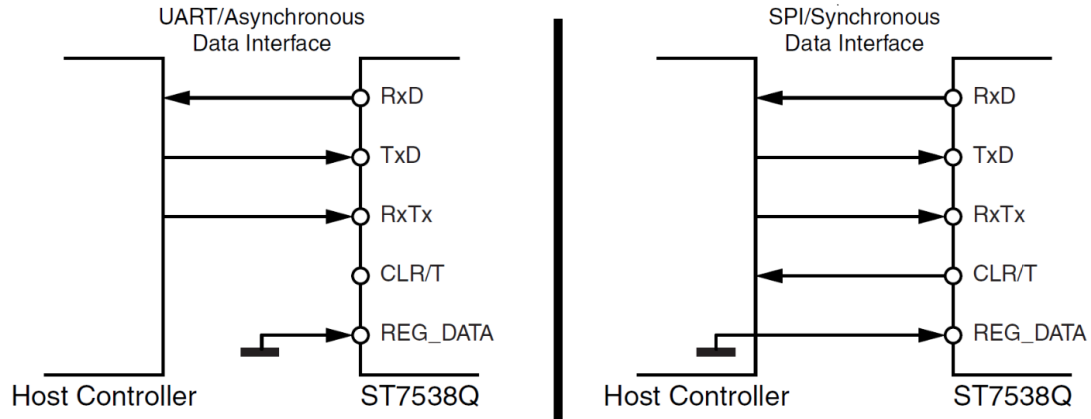 UART/Asynchronous
Data Interface
RxD
TxD
RxTx
CLR/T
REG_DATA
Host Controller
ST7538Q
SPI/Synchronous
Data Interface
RxD
TxD
RxTx
CLR/T
REG_DATA
Host Controller
ST7538Q